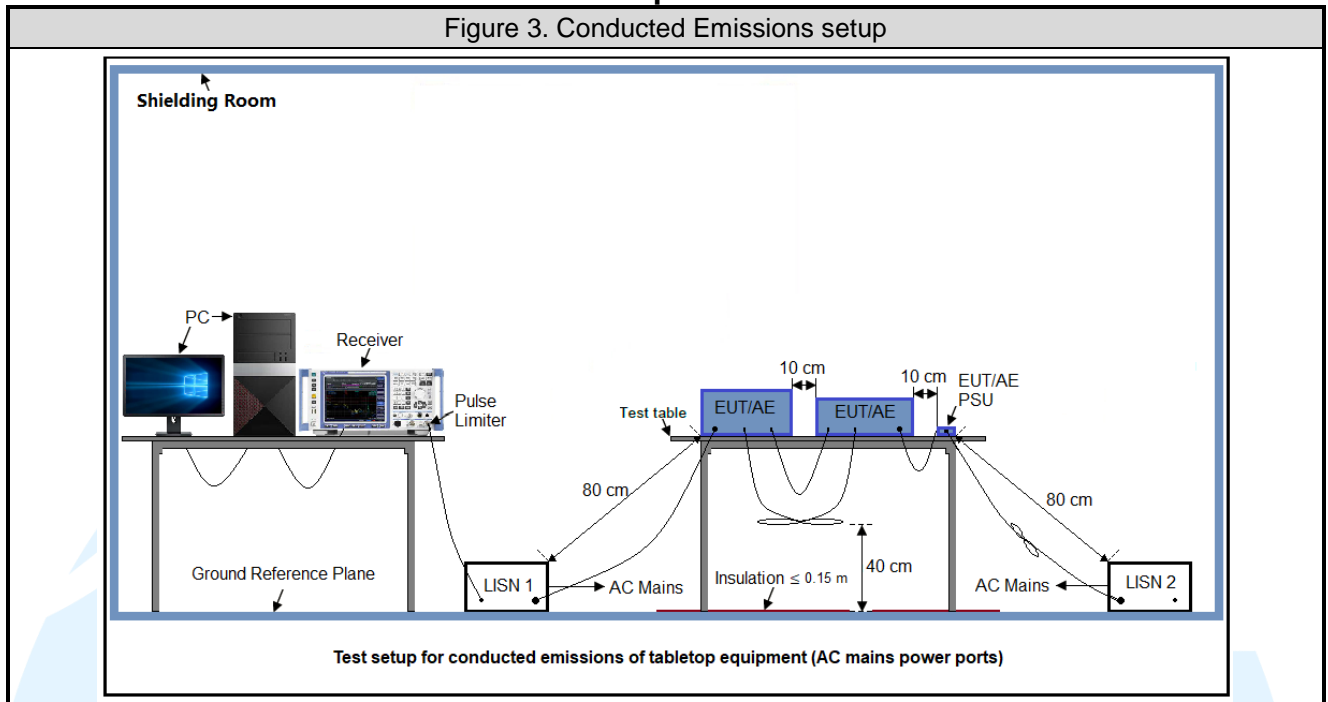 Figure 3. Conducted Emissions setup
Shielding Room
PC
Receiver
Pulse
Limiter
10 cm
10 cm
EUT/AE
PSU
Test table
EUT/AE
EUT/AE
80 cm
80 cm
40 cm
Ground Reference Plane
LISN 1
AC Mains
Insulation ≤ 0.15 m
AC Mains
LISN 2
Test setup for conducted emissions of tabletop equipment (AC mains power ports)